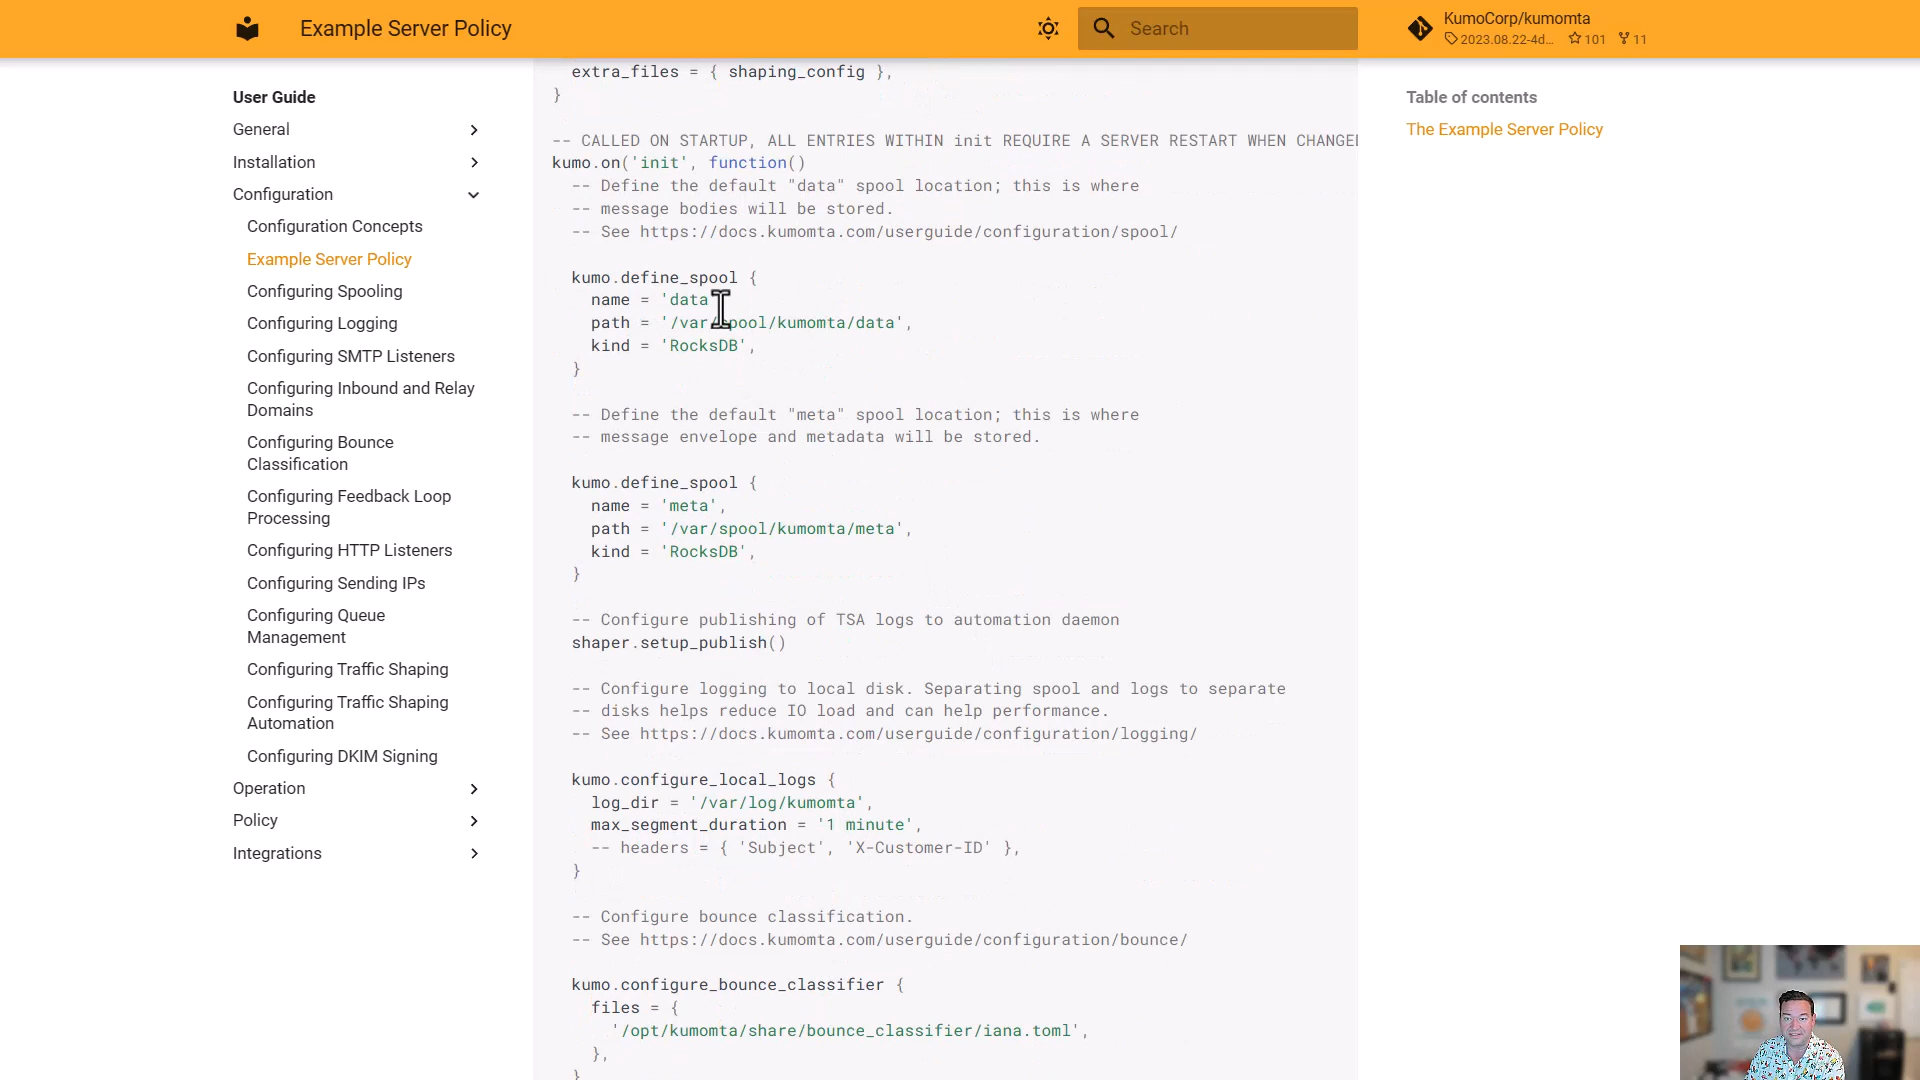 Example Server Policy
Search
KumoCorp/kumomta
2023.08.22-4d... 101 11
User Guide
General
Installation
Configuration
Configuration Concepts
Example Server Policy
Configuring Spooling
Configuring Logging
Configuring SMTP Listeners
Configuring Inbound and Relay
Domains
Configuring Bounce
Classification
Configuring Feedback Loop
Processing
Configuring HTTP Listeners
Configuring Sending IPs
Configuring Queue
Management
Configuring Traffic Shaping
Configuring Traffic Shaping
Automation
Configuring DKIM Signing
Operation
Policy
Integrations
extra_files = { shaping_config },
}
-- CALLED ON STARTUP, ALL ENTRIES WITHIN init REQUIRE A SERVER RESTART WHEN CHANGED
kumo.on('init', function()
-- Define the default "data" spool location; this is where
-- message bodies will be stored.
-- See https://docs.kumomta.com/userguide/configuration/spool/
kumo.define_spool {
name = 'data
path = '/var/spool/kumomta/data',
kind = 'RocksDB',
}
-- Define the default "meta" spool location; this is where
-- message envelope and metadata will be stored.
kumo.define_spool {
name = 'meta',
path = '/var/spool/kumomta/meta',
kind = 'RocksDB',
}
-- Configure publishing of TSA logs to automation daemon
shaper.setup_publish()
-- Configure logging to local disk. Separating spool and logs to separate
-- disks helps reduce IO load and can help performance.
-- See https://docs.kumomta.com/userguide/configuration/logging/
kumo.configure_local_logs {
log_dir = '/var/log/kumomta',
max_segment_duration = '1 minute',
-- headers = { 'Subject', 'X-Customer-ID' },
}
-- Configure bounce classification.
-- See https://docs.kumomta.com/userguide/configuration/bounce/
kumo.configure_bounce_classifier {
files = {
'/opt/kumomta/share/bounce_classifier/iana.toml',
},
}
Table of contents
The Example Server Policy